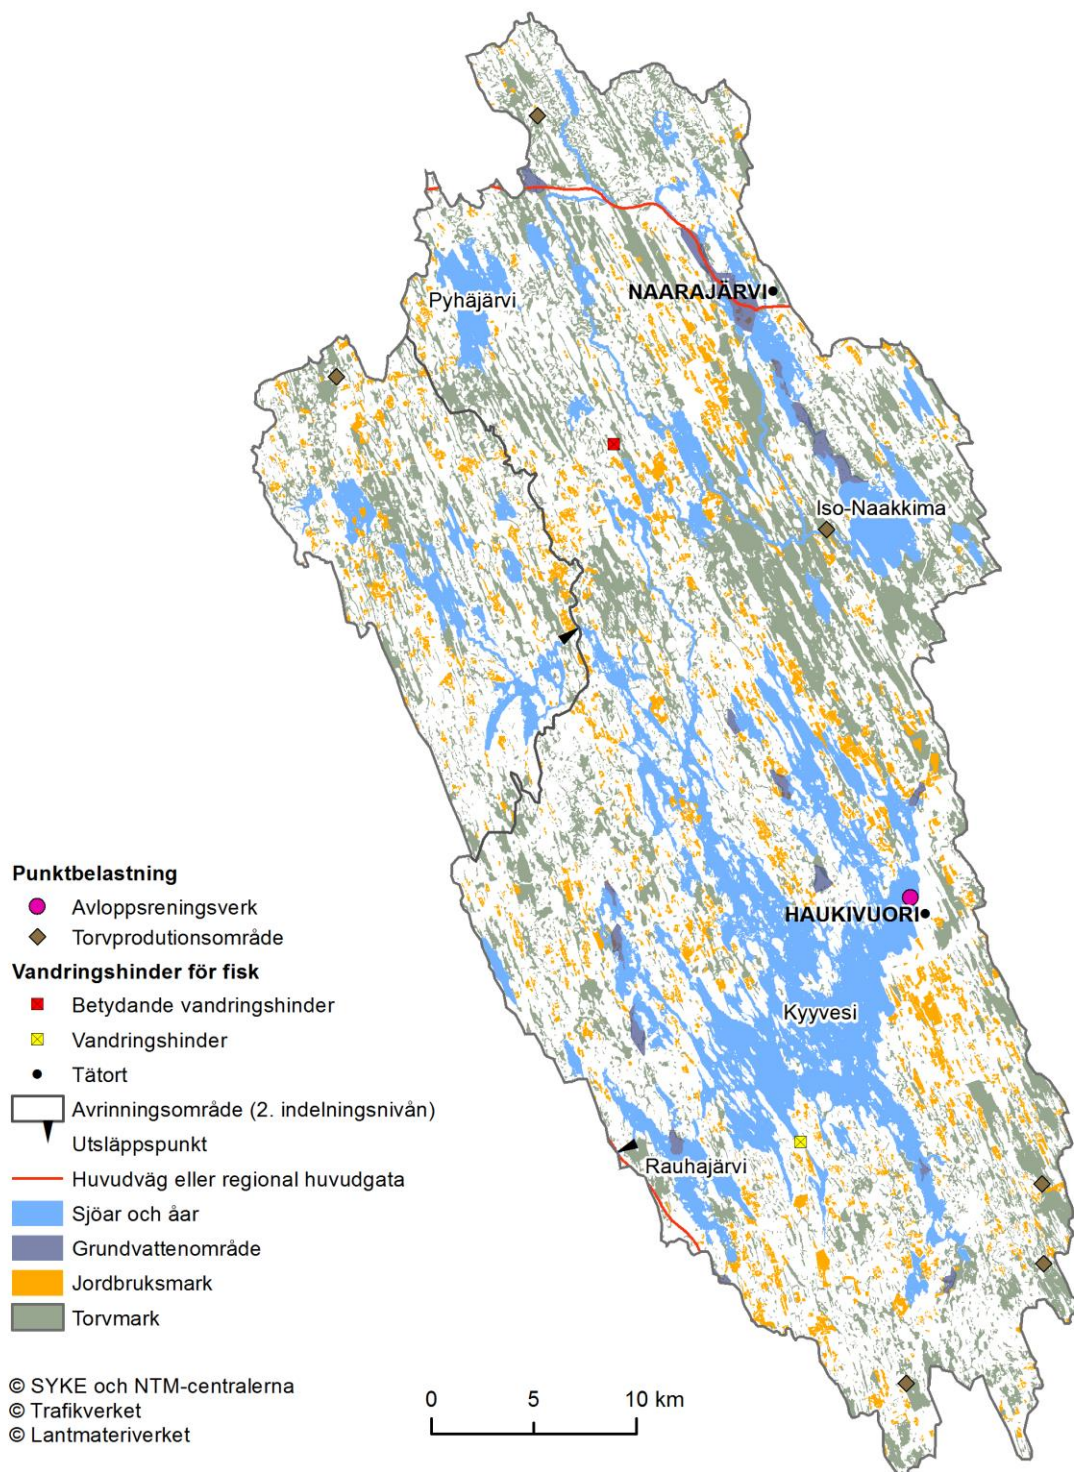 Pyhäjärvi
NAARAJÄRVI
Iso-Naakkima
HAUKIVUORI
Kyyvesi
Rauhajärvi
Punktbelastning
Avloppsreningsverk
Torvprodutionsområde
Vandringshinder för fisk
Betydande vandringshinder
Vandringshinder
Tätort
Avrinningsområde (2. indelningsnivån)
Utsläppspunkt
Huvudväg eller regional huvudgata
Sjöar och åar
Grundvattenområde
Jordbruksmark
Torvmark
© SYKE och NTM-centralerna
© Trafikverket
© Lantmateriverket
0 5 10 km